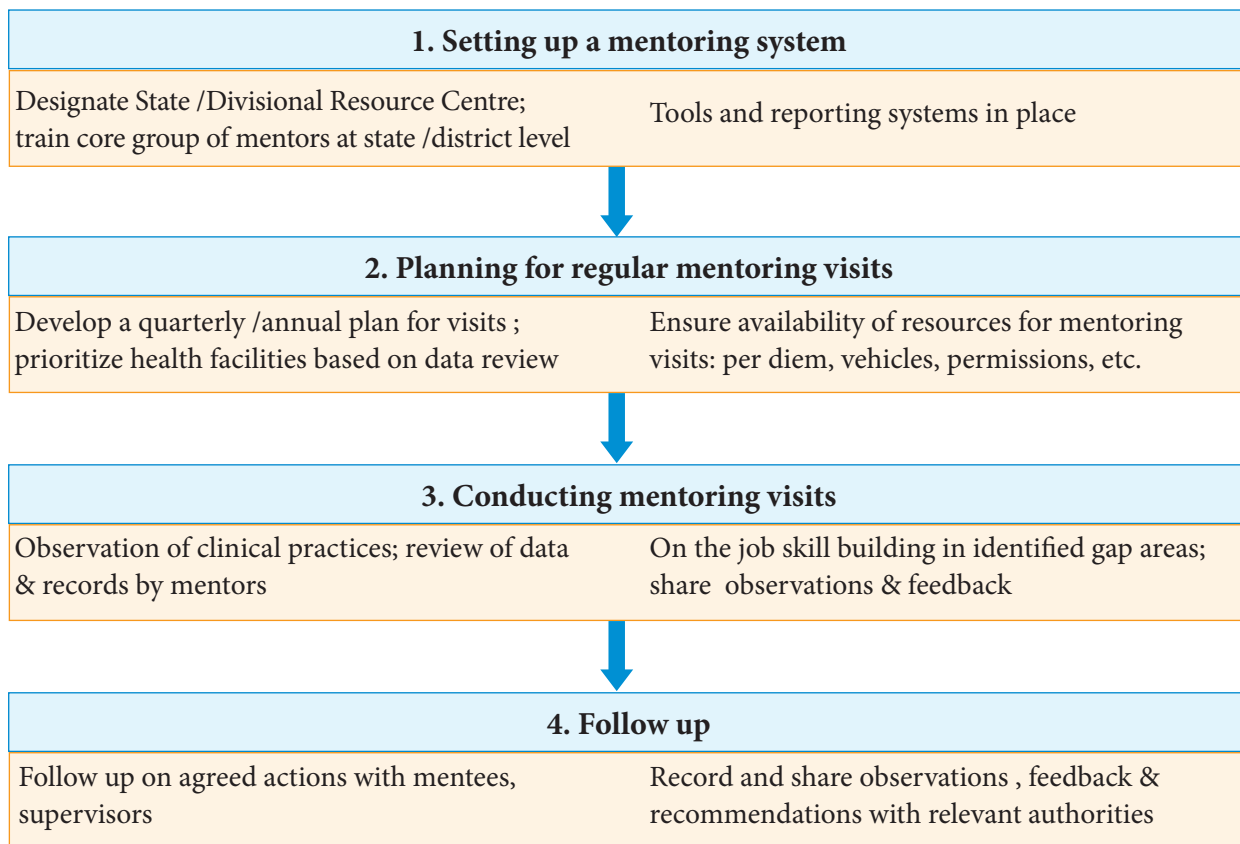 1. Setting up a mentoring system
Designate State /Divisional Resource Centre;
train core group of mentors at state /district level
Tools and reporting systems in place
2. Planning for regular mentoring visits
Develop a quarterly /annual plan for visits ;
prioritize health facilities based on data review
Ensure availability of resources for mentoring
visits: per diem, vehicles, permissions, etc.
3. Conducting mentoring visits
Observation of clinical practices; review of data
& records by mentors
On the job skill building in identified gap areas;
share observations & feedback
4. Follow up
Follow up on agreed actions with mentees,
supervisors
Record and share observations , feedback &
recommendations with relevant authorities